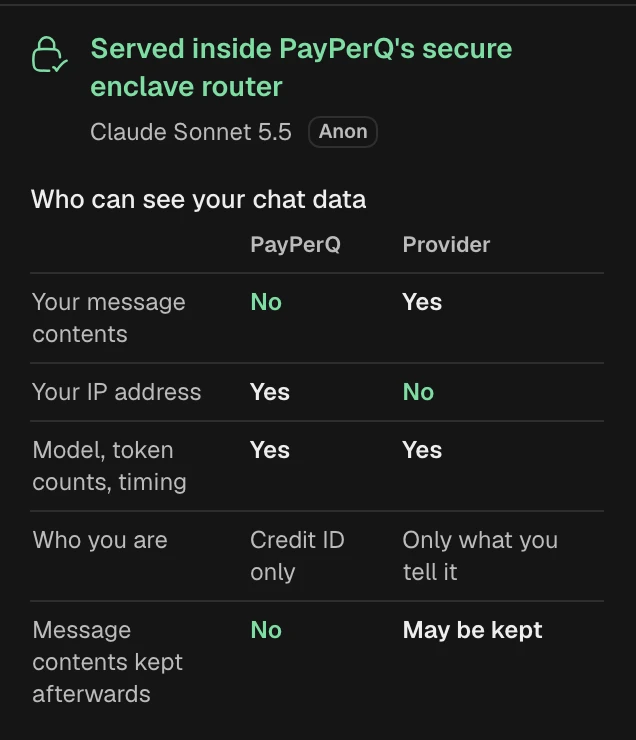 Served inside PayPerQ's secure
enclave router
Claude Sonnet 5.5 Anon
Who can see your chat data
PayPerQ Provider
Your message No Yes
contents
Your IP address Yes No
Model, token Yes Yes
counts, timing
Who you are Credit ID Only what you
only tell it
Message No May be kept
contents kept
afterwards